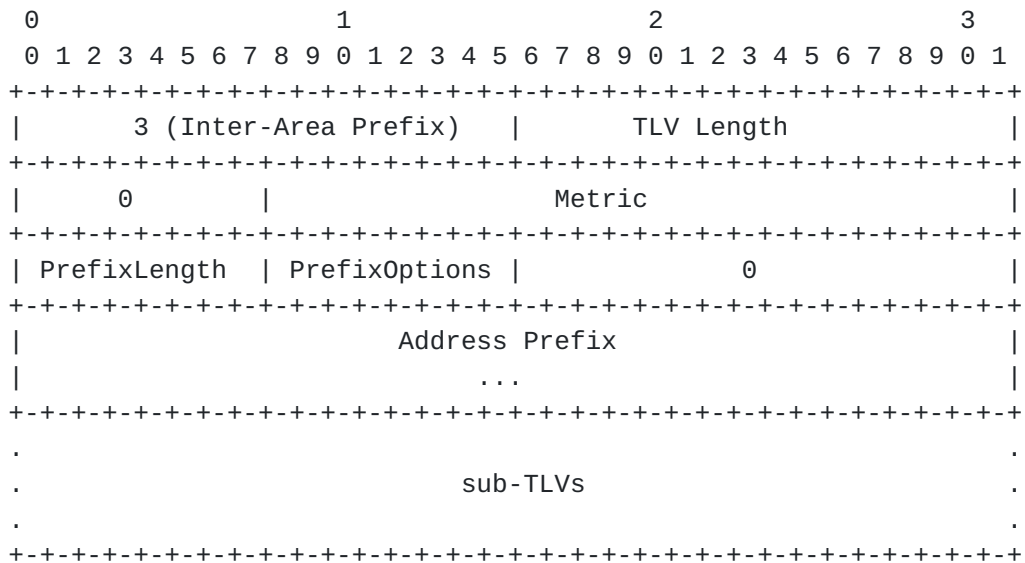 0                   1                   2                   3
 0 1 2 3 4 5 6 7 8 9 0 1 2 3 4 5 6 7 8 9 0 1 2 3 4 5 6 7 8 9 0 1
+-+-+-+-+-+-+-+-+-+-+-+-+-+-+-+-+-+-+-+-+-+-+-+-+-+-+-+-+-+-+-+-+
|       3 (Inter-Area Prefix)   |       TLV Length              |
+-+-+-+-+-+-+-+-+-+-+-+-+-+-+-+-+-+-+-+-+-+-+-+-+-+-+-+-+-+-+-+-+
|      0        |                  Metric                       |
+-+-+-+-+-+-+-+-+-+-+-+-+-+-+-+-+-+-+-+-+-+-+-+-+-+-+-+-+-+-+-+-+
| PrefixLength  | PrefixOptions |              0                |
+-+-+-+-+-+-+-+-+-+-+-+-+-+-+-+-+-+-+-+-+-+-+-+-+-+-+-+-+-+-+-+-+
|                        Address Prefix                         |
|                             ...                               |
+-+-+-+-+-+-+-+-+-+-+-+-+-+-+-+-+-+-+-+-+-+-+-+-+-+-+-+-+-+-+-+-+
.                                                               .
.                            sub-TLVs                           .
.                                                               .
+-+-+-+-+-+-+-+-+-+-+-+-+-+-+-+-+-+-+-+-+-+-+-+-+-+-+-+-+-+-+-+-+